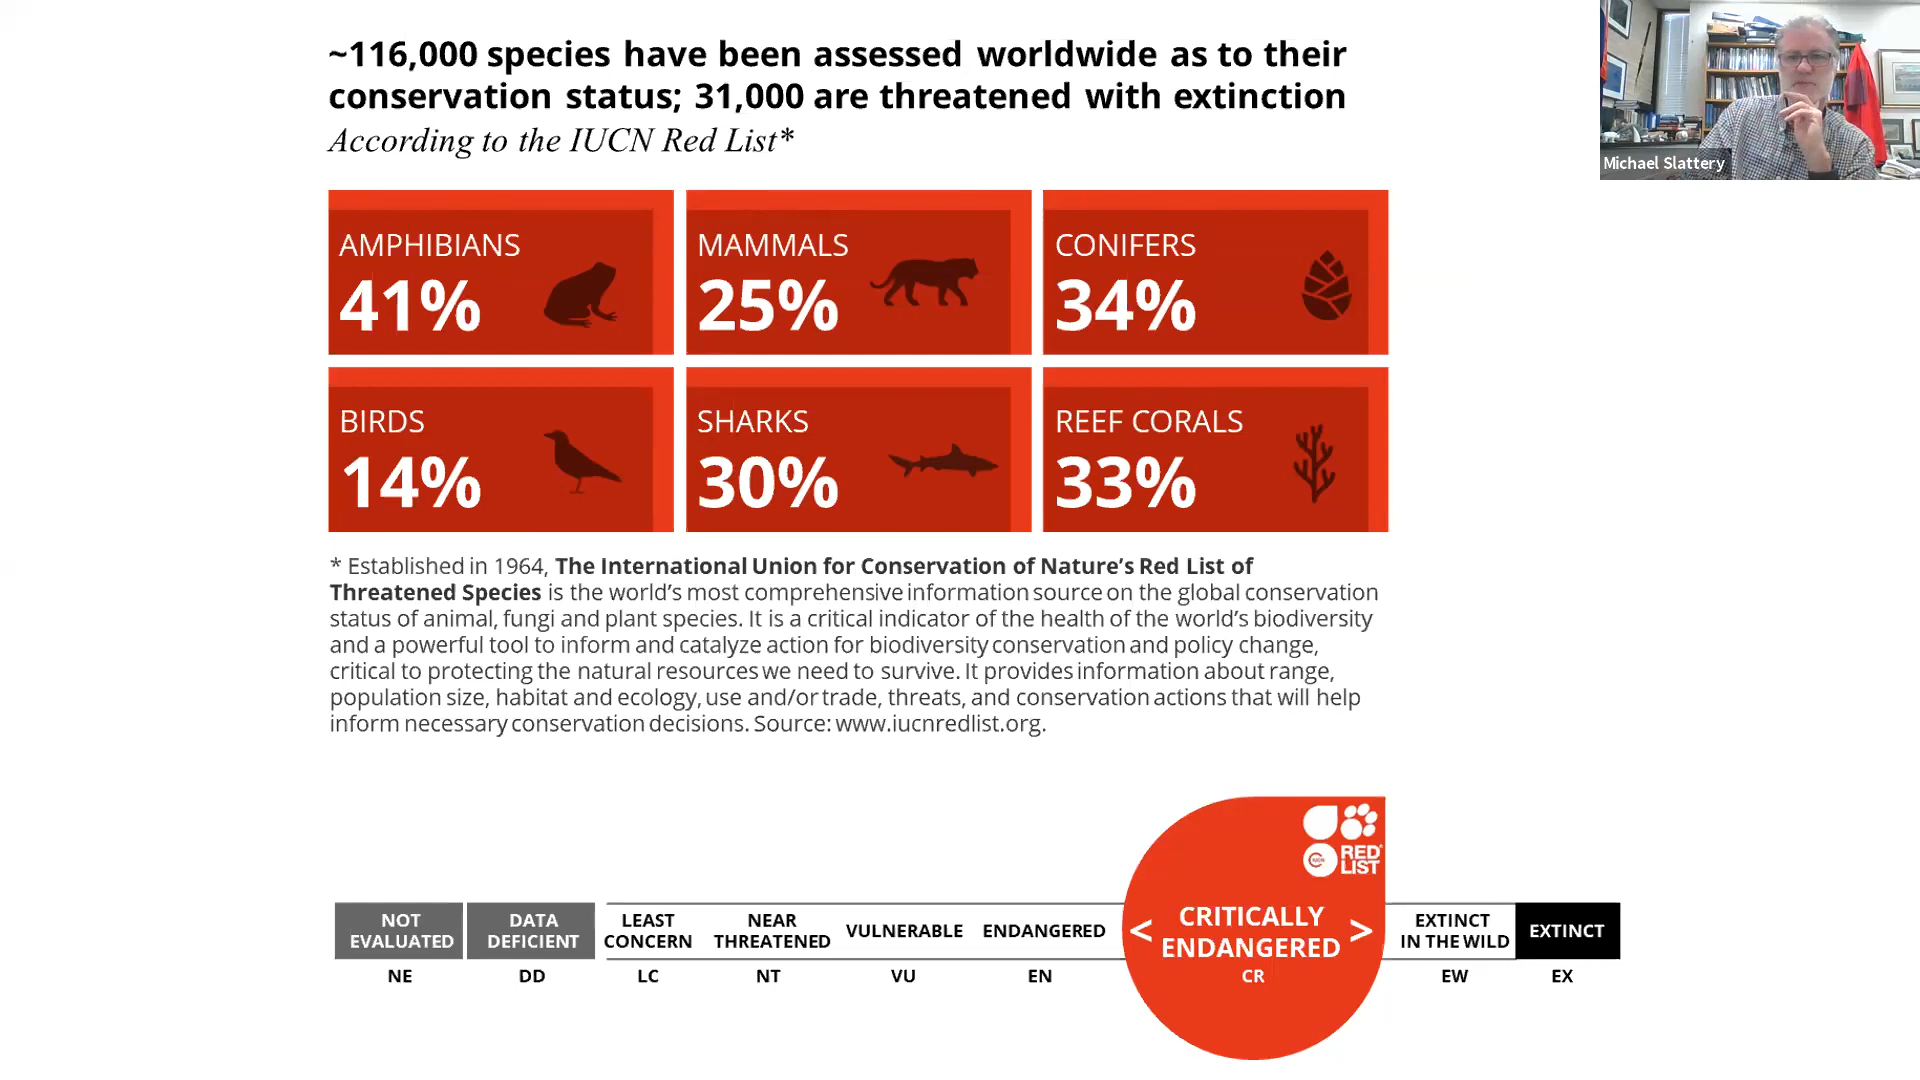 ~116,000 species have been assessed worldwide as to their
conservation status; 31,000 are threatened with extinction
According to the IUCN Red List*
Michael Slattery
AMPHIBIANS
41%
MAMMALS
25%
CONIFERS
34%
BIRDS
14%
SHARKS
30%
REEF CORALS
33%
* Established in 1964, The International Union for Conservation of Nature's Red List of
Threatened Species is the world's most comprehensive information source on the global conservation
status of animal, fungi and plant species. It is a critical indicator of the health of the world's biodiversity
and a powerful tool to inform and catalyze action for biodiversity conservation and policy change,
critical to protecting the natural resources we need to survive. It provides information about range,
population size, habitat and ecology, use and/or trade, threats, and conservation actions that will help
inform necessary conservation decisions. Source: www.iucnredlist.org.
IUCN
RED
LIST
NOT
EVALUATED
DATA
DEFICIENT
LEAST
CONCERN
NEAR
THREATENED
VULNERABLE
ENDANGERED
< CRITICALLY
ENDANGERED >
EXTINCT
IN THE WILD
EXTINCT
NE
DD
LC
NT
VU
EN
CR
EW
EX